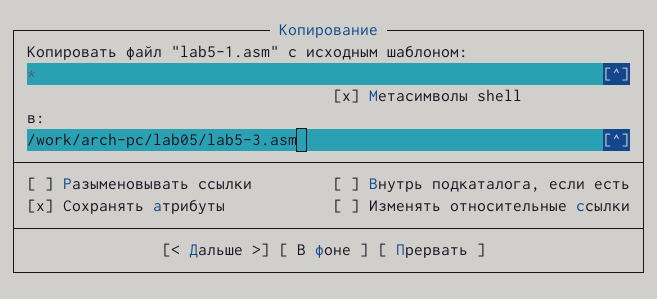 Копирование
Копировать файл "lab5-1.asm" с исходным шаблоном:
* [^]
[x] Метасимволы shell
в:
/work/arch-pc/lab05/lab5-3.asm [^]
[ ] Разыменовывать ссылки [ ] Внутрь подкаталога, если есть
[x] Сохранять атрибуты [ ] Изменять относительные ссылки
[< Дальше >] [ В фоне ] [ Прервать ]